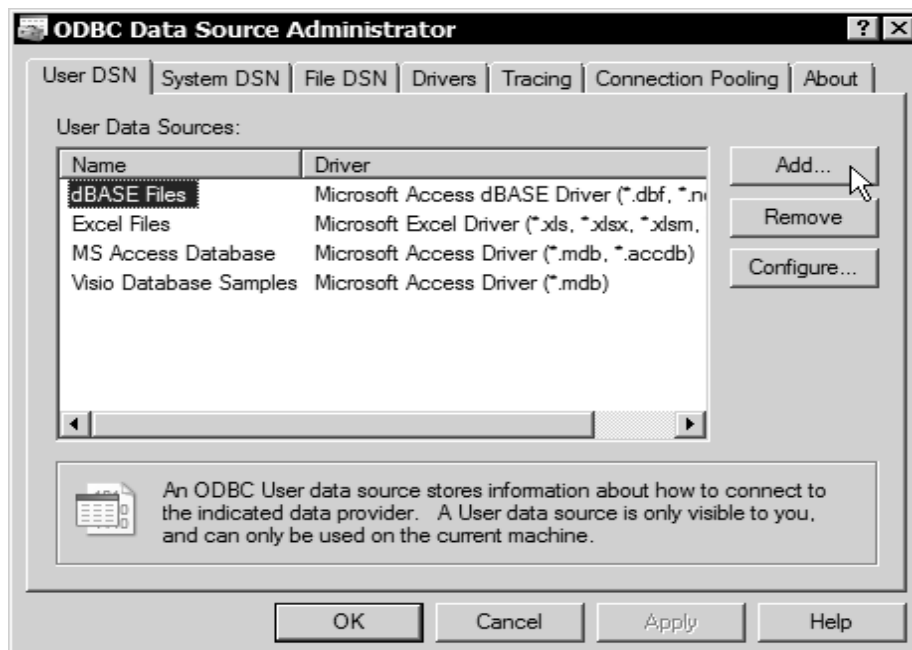 ODBC Data Source Administrator
User DSN System DSN File DSN Drivers Tracing Connection Pooling About
User Data Sources:
Name Driver
dBASE Files Microsoft Access dBASE Driver (*.dbf, *.n
Excel Files Microsoft Excel Driver (*.xls, *.xlsx, *.xlsm,
MS Access Database Microsoft Access Driver (*.mdb, *.accdb)
Visio Database Samples Microsoft Access Driver (*.mdb)
Add...
Remove
Configure...
An ODBC User data source stores information about how to connect to
the indicated data provider. A User data source is only visible to you,
and can only be used on the current machine.
OK Cancel Apply Help